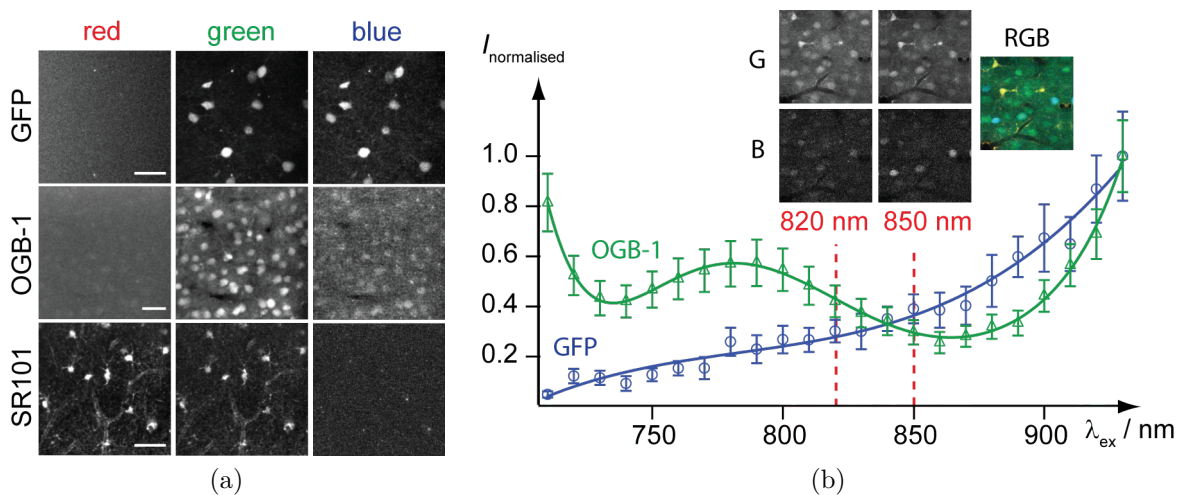 red green blue
GFP
OGB-1
SR101
(a)
I normalised
G
B
RGB
820 nm 850 nm
1.0
0.8
0.6
0.4
0.2
OGB-1
GFP
750 800 850 900 λex / nm
(b)